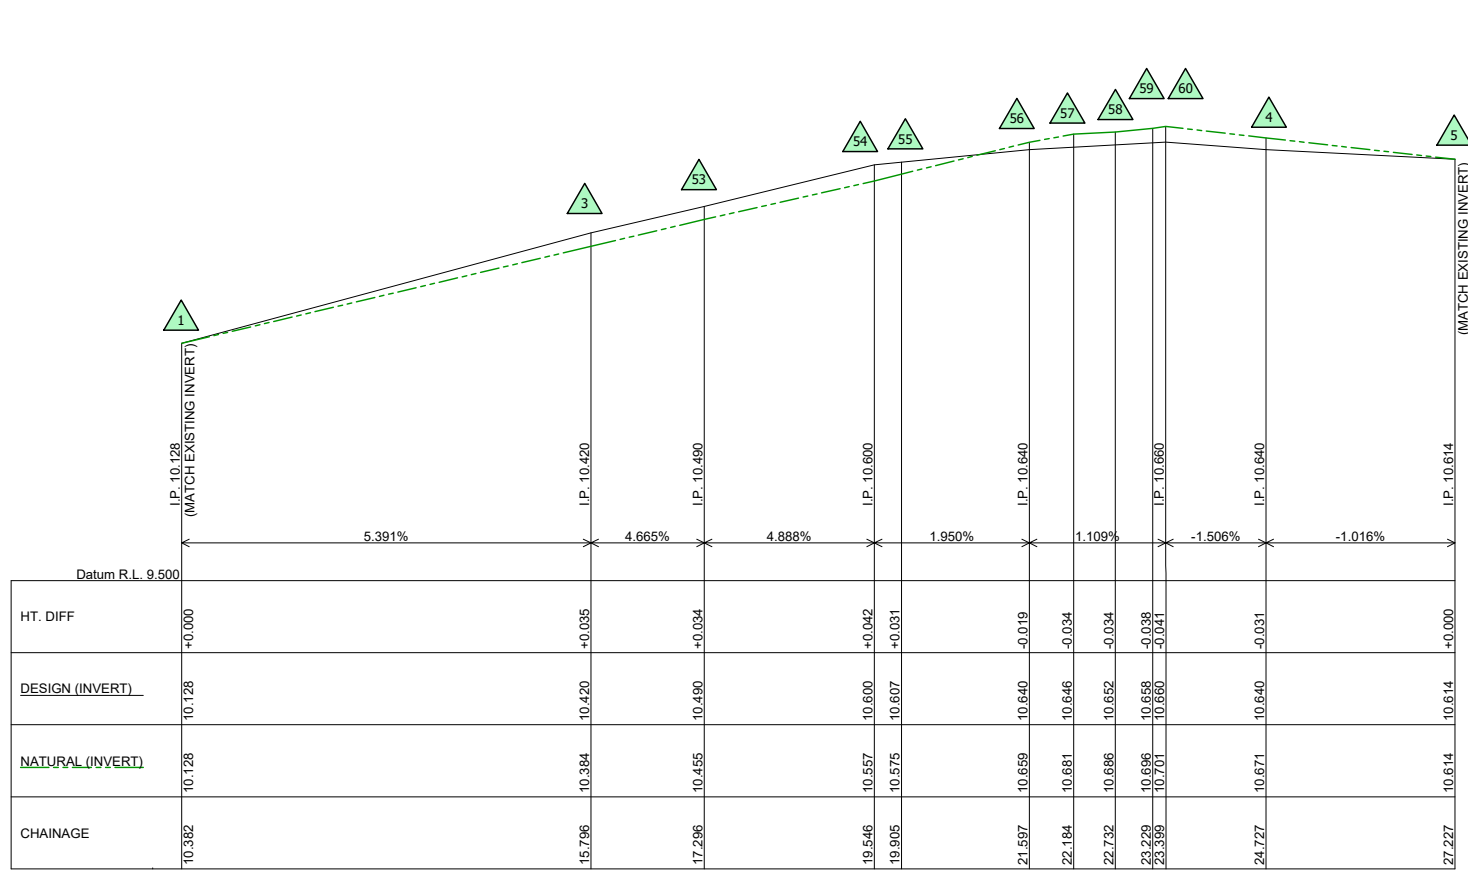 59 60
57 58 4
56
54 55 5
53
3
1
I.P. 10.128
(MATCH EXISTING INVERT)
I.P. 10.420
I.P. 10.490
I.P. 10.600
I.P. 10.640
I.P. 10.660
I.P. 10.640
I.P. 10.614
(MATCH EXISTING INVERT)
5.391% 4.665% 4.888% 1.950% 1.109% -1.506% -1.016%
Datum R.L. 9.500
HT. DIFF +0.000 +0.035 +0.034 +0.042 +0.031 -0.019 -0.034 -0.034 -0.038 -0.041 -0.031 +0.000
DESIGN (INVERT) 10.128 10.420 10.490 10.600 10.607 10.640 10.646 10.652 10.658 10.660 10.640 10.614
NATURAL (INVERT) 10.128 10.384 10.455 10.557 10.575 10.659 10.681 10.686 10.696 10.701 10.671 10.614
CHAINAGE 10.382 15.796 17.296 19.546 19.905 21.597 22.184 22.732 23.229 23.399 24.727 27.227